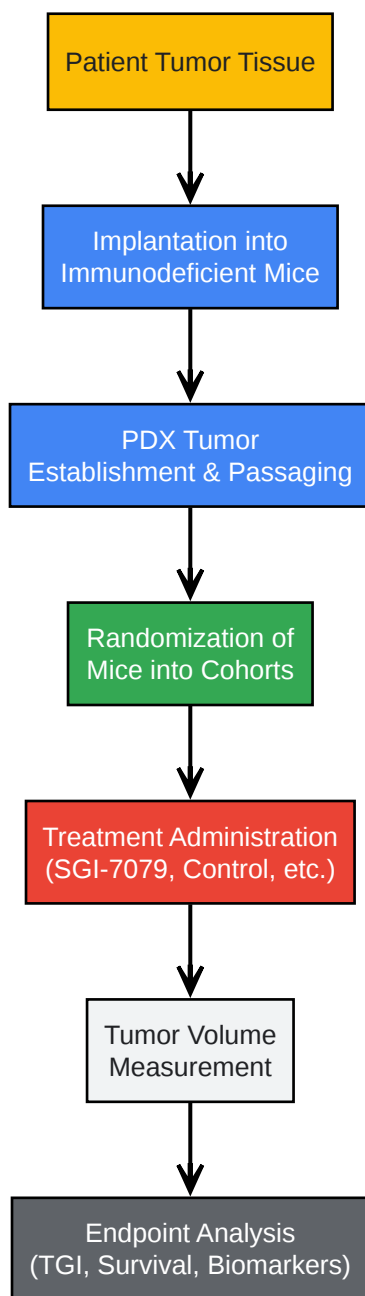 Patient Tumor Tissue
Implantation into
Immunodeficient Mice
PDX Tumor
Establishment & Passaging
Randomization of
Mice into Cohorts
Treatment Administration
(SGI-7079, Control, etc.)
Tumor Volume
Measurement
Endpoint Analysis
(TGI, Survival, Biomarkers)